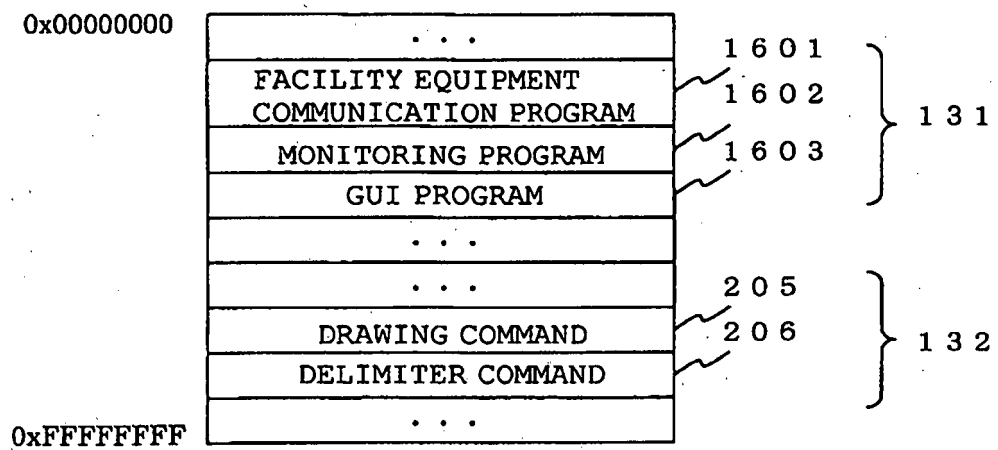 0x00000000
. . .
1601
FACILITY EQUIPMENT
COMMUNICATION PROGRAM
1602
131
MONITORING PROGRAM
1603
GUI PROGRAM
. . .
. . .
205
DRAWING COMMAND
206
132
DELIMITER COMMAND
. . .
0xFFFFFFFF